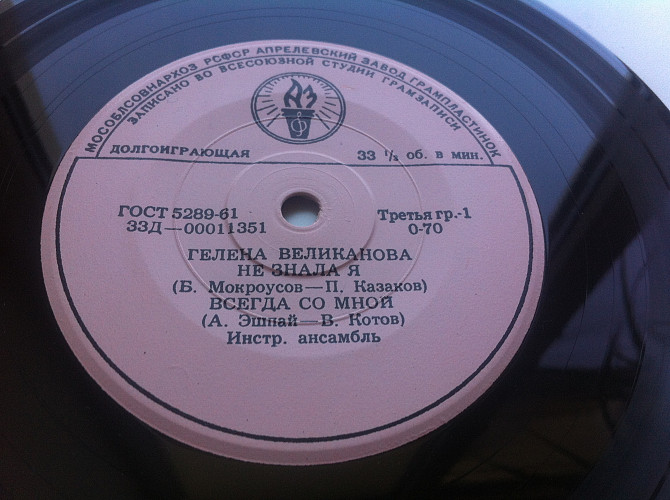 МОСОБЛСОВНАРХОЗ РСФСР АПРЕЛЕВСКИЙ ЗАВОД ГРАМПЛАСТИНОК
ЗАПИСАНО ВО ВСЕСОЮЗНОЙ СТУДИИ ГРАМЗАПИСИ
АЗ
ДОЛГОИГРАЮЩАЯ 33 1/3 об. в мин.
ГОСТ 5289-61 Третья гр.-1
33Д—00011351 0-70
ГЕЛЕНА ВЕЛИКАНОВА
НЕ ЗНАЛА Я
(Б. Мокроусов—П. Казаков)
ВСЕГДА СО МНОЙ
(А. Эшпай—В. Котов)
Инстр. ансамбль